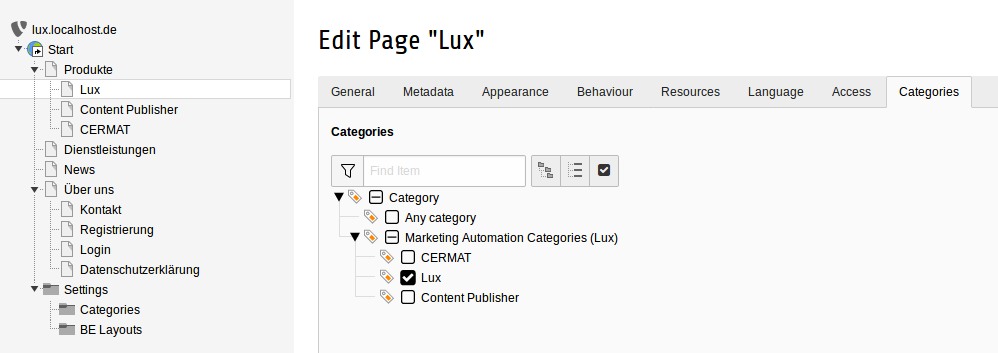 lux.localhost.de
Start
Produkte
Lux
Content Publisher
CERMAT
Dienstleistungen
News
Über uns
Kontakt
Registrierung
Login
Datenschutzerklärung
Settings
Categories
BE Layouts
Edit Page "Lux"
General Metadata Appearance Behaviour Resources Language Access Categories
Categories
Find Item
Category
Any category
Marketing Automation Categories (Lux)
CERMAT
Lux
Content Publisher